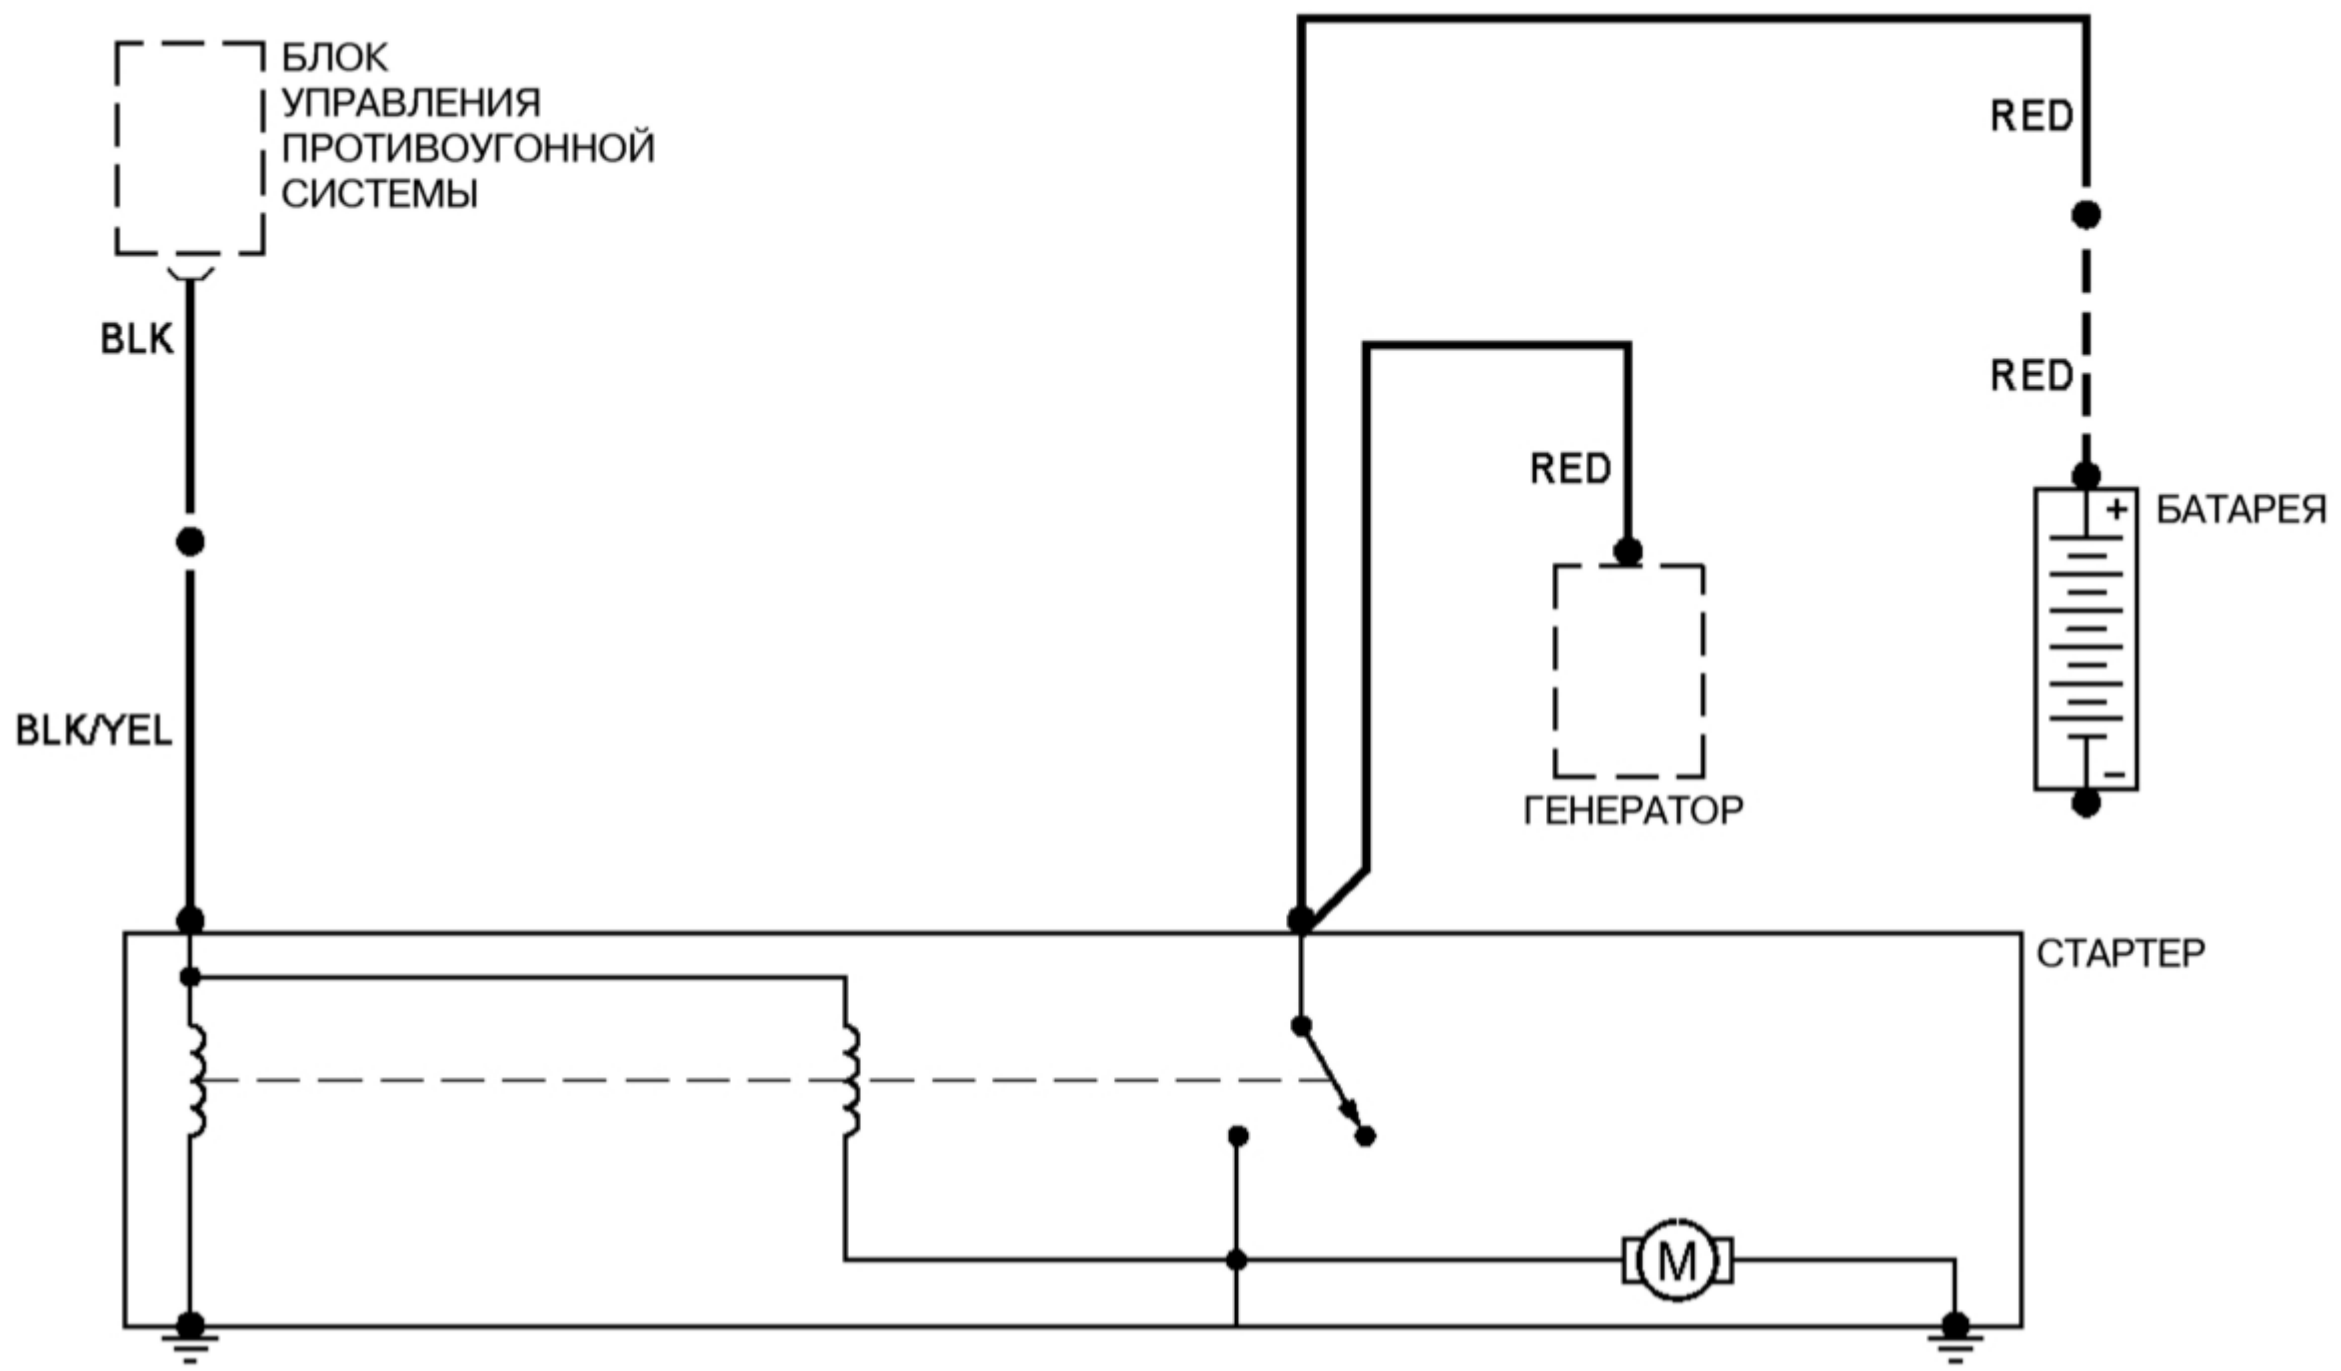 БЛОК
УПРАВЛЕНИЯ
ПРОТИВОУГОННОЙ
СИСТЕМЫ
RED
BLK
RED
RED
+
БАТАРЕЯ
BLK/YEL
−
ГЕНЕРАТОР
СТАРТЕР
M